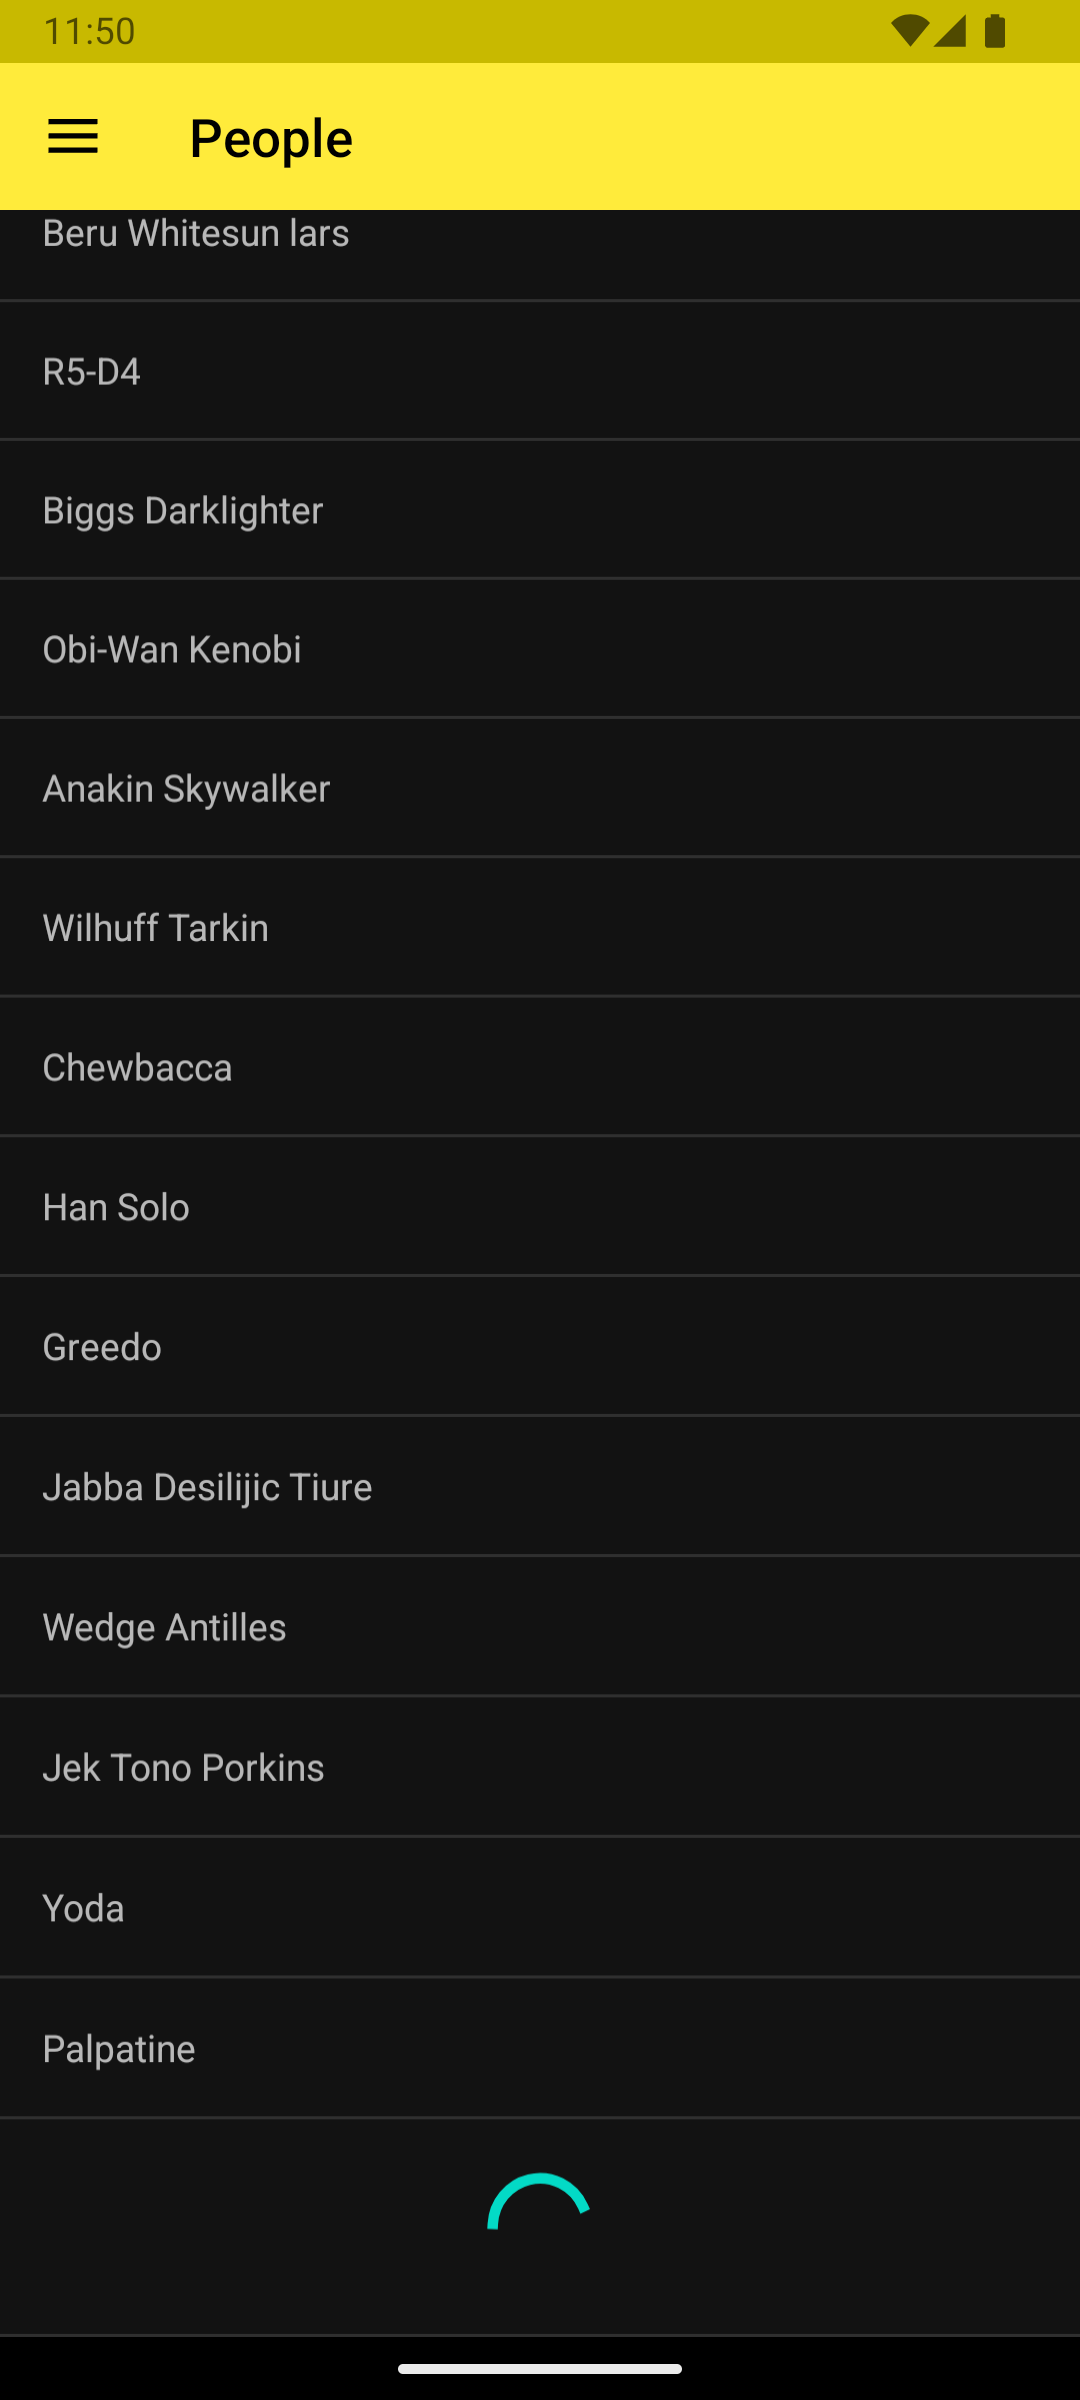 11:50
People
Beru Whitesun lars
R5-D4
Biggs Darklighter
Obi-Wan Kenobi
Anakin Skywalker
Wilhuff Tarkin
Chewbacca
Han Solo
Greedo
Jabba Desilijic Tiure
Wedge Antilles
Jek Tono Porkins
Yoda
Palpatine